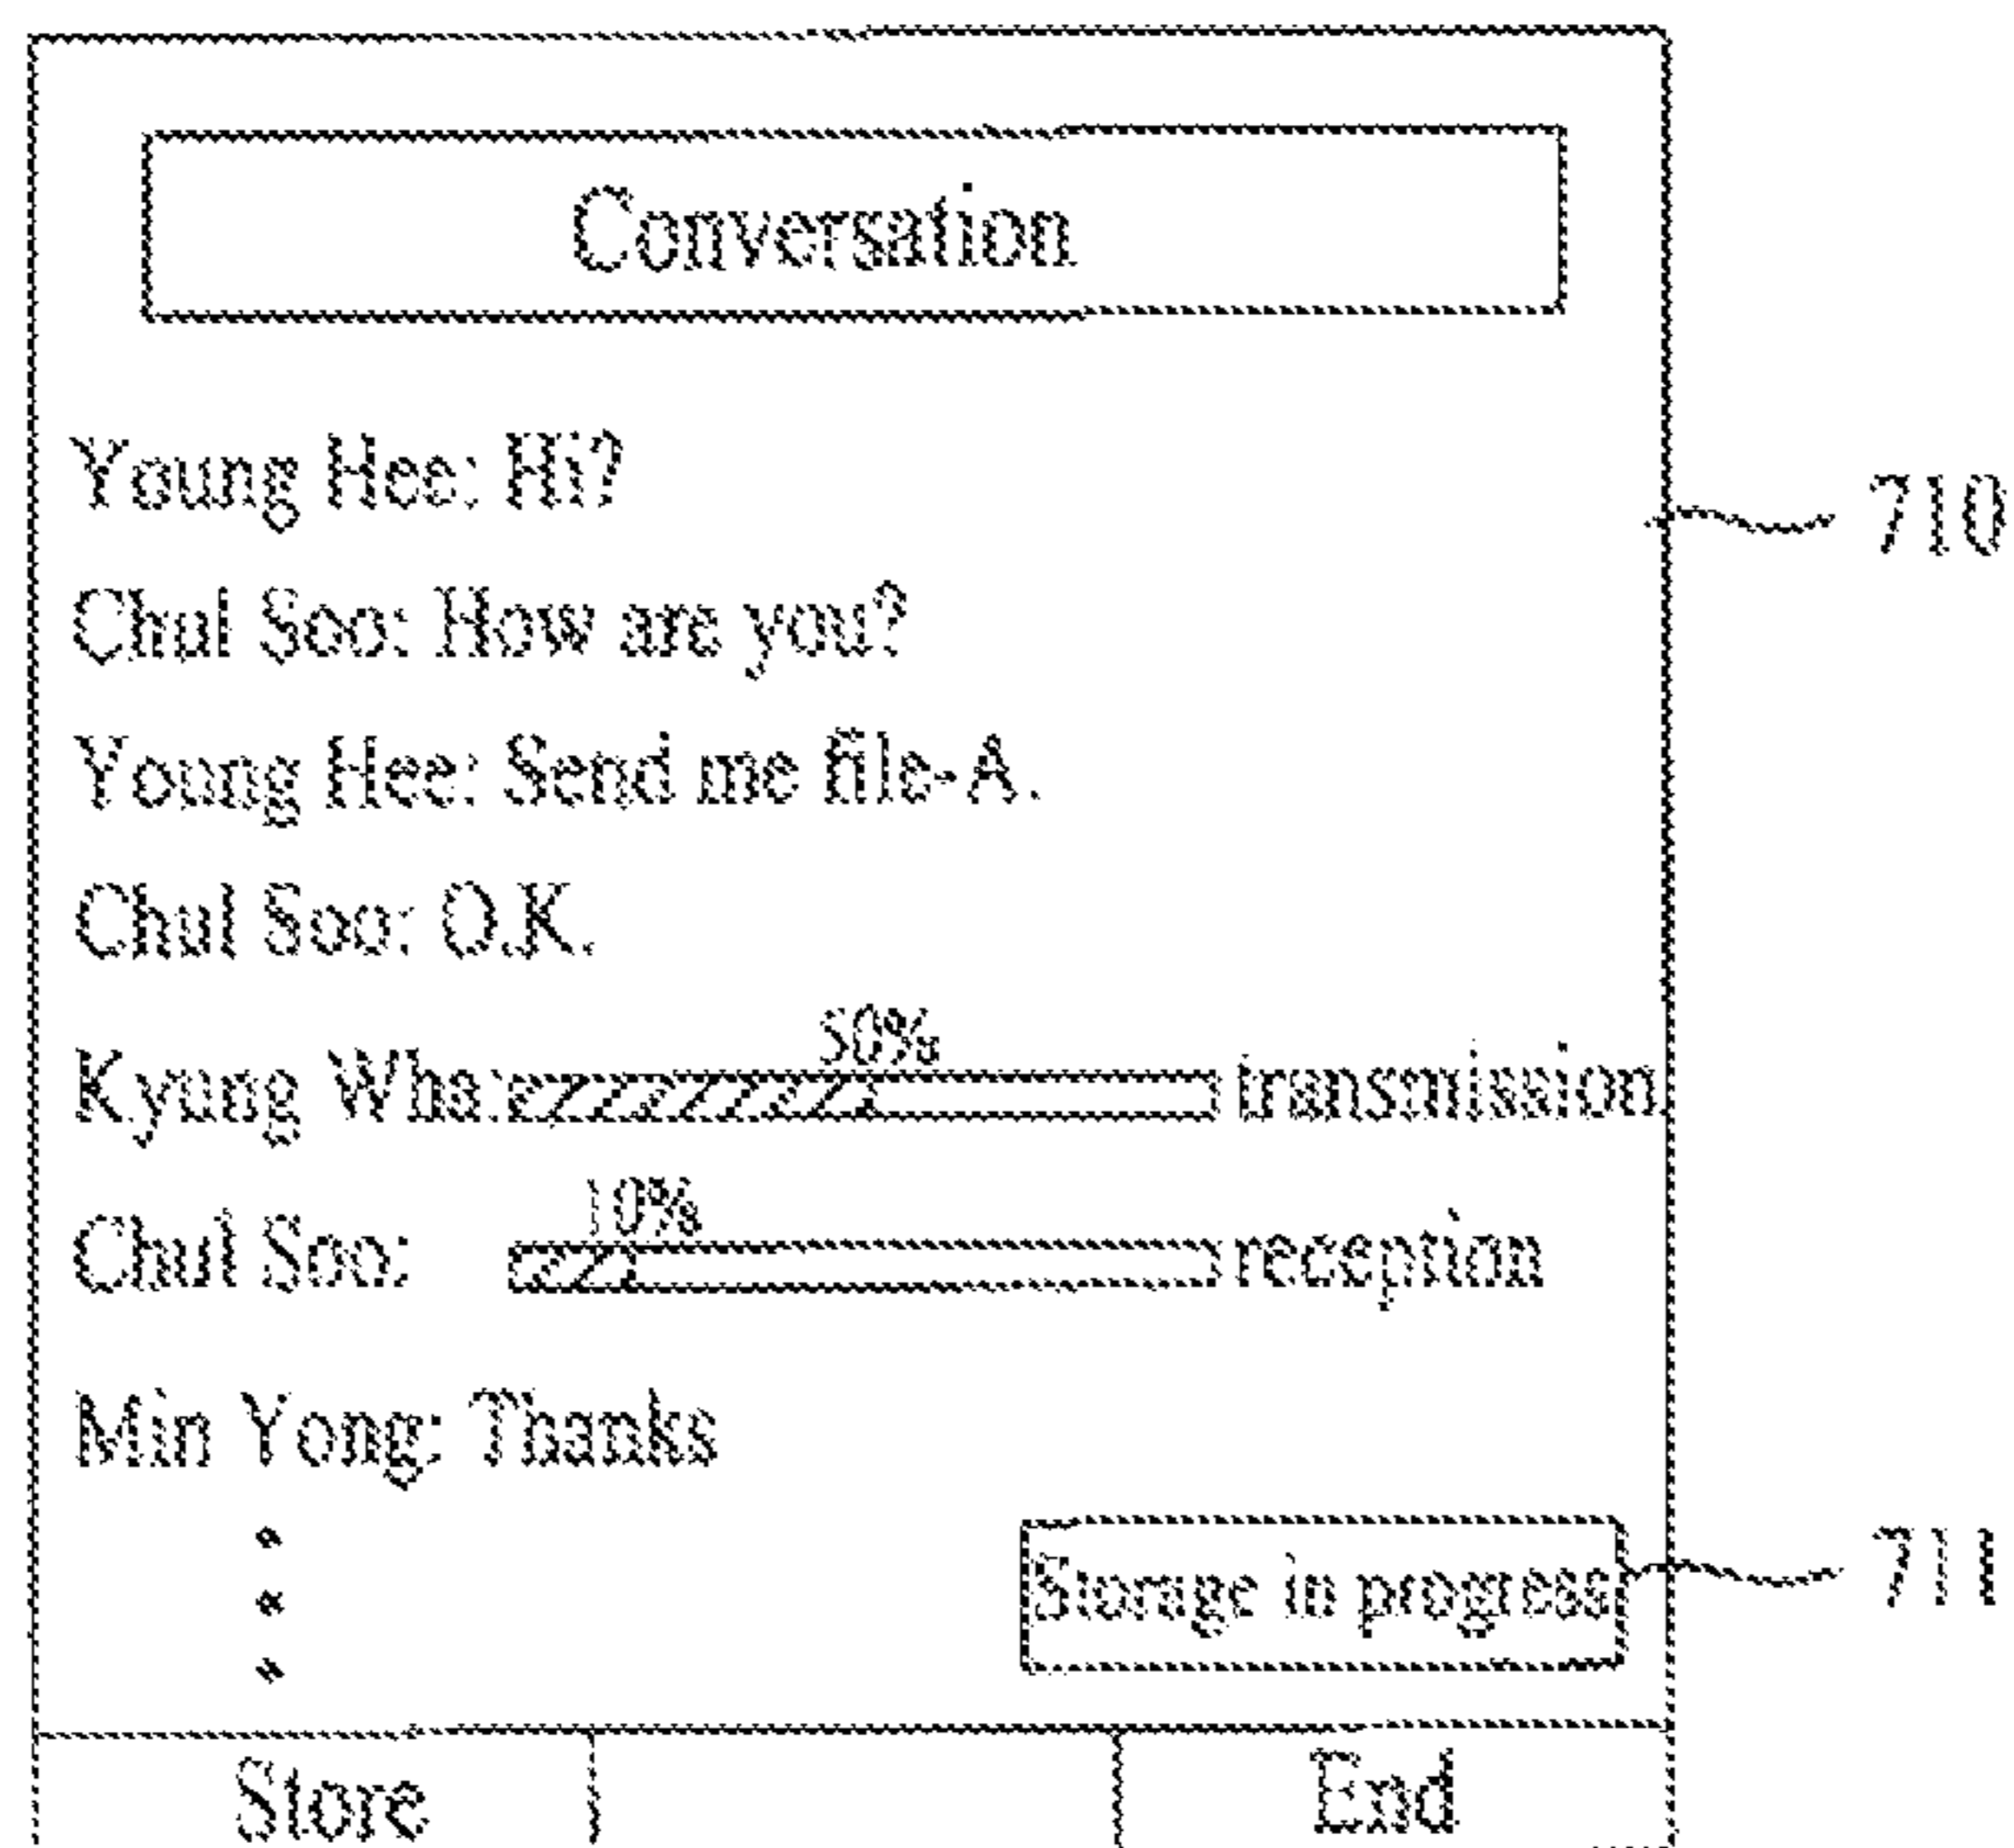 Conversation
Young Hee: Hi?
710
Chul Soo: How are you?
Young Hee: Send me file-A.
Chul Soo: O.K.
50%
Kyung Wha: transmission
10%
Chul Soo: reception
Min Yong: Thanks
Storage in progress
711
Store End